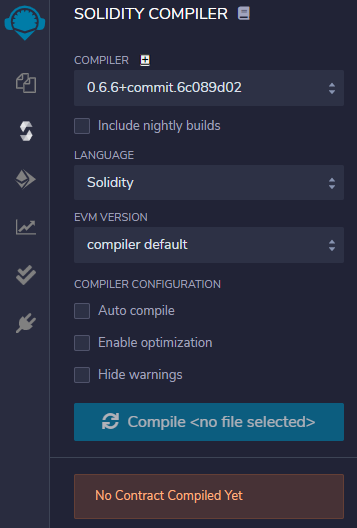 SOLIDITY COMPILER
COMPILER
0.6.6+commit.6c089d02
Include nightly builds
LANGUAGE
Solidity
EVM VERSION
compiler default
COMPILER CONFIGURATION
Auto compile
Enable optimization
Hide warnings
Compile <no file selected>
No Contract Compiled Yet